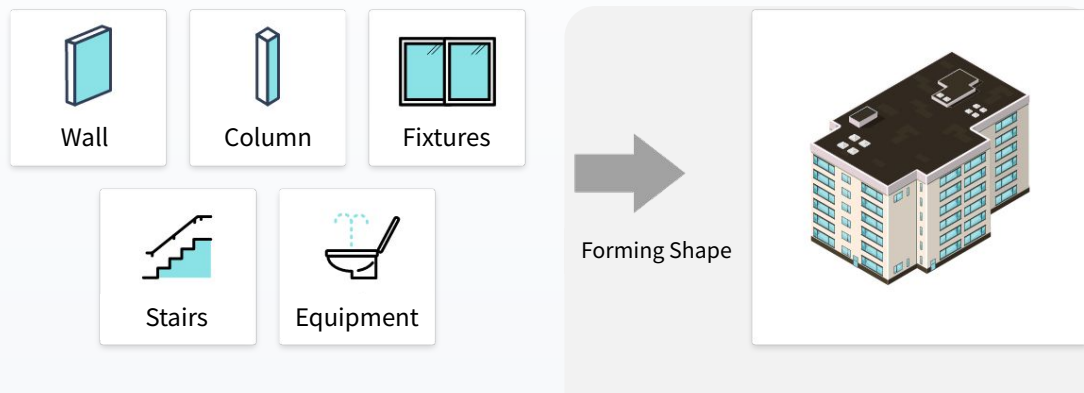 Wall
Column
Fixtures
Forming Shape
Stairs
Equipment